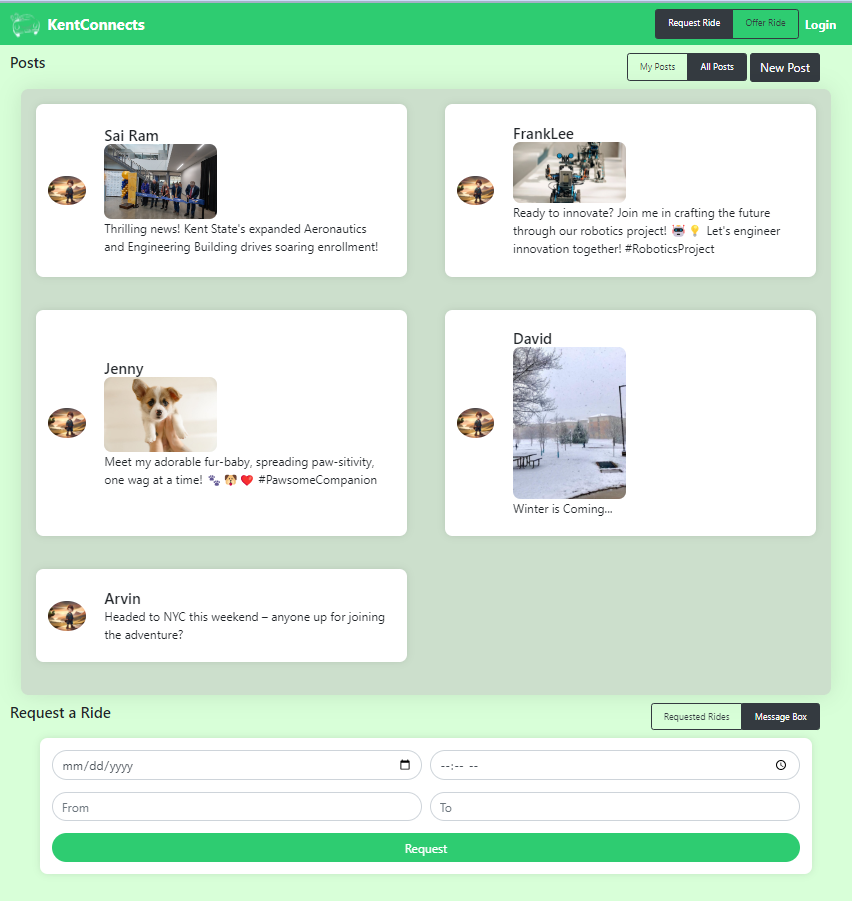 KentConnects
Request Ride
Offer Ride
Login
Posts
My Posts
All Posts
New Post
Sai Ram
Thrilling news! Kent State's expanded Aeronautics
and Engineering Building drives soaring enrollment!
FrankLee
Ready to innovate? Join me in crafting the future
through our robotics project! 🤖💡 Let's engineer
innovation together! #RoboticsProject
Jenny
Meet my adorable fur-baby, spreading paw-sitivity,
one wag at a time! 🐾🐶❤️ #PawsomeCompanion
David
Winter is Coming...
Arvin
Headed to NYC this weekend – anyone up for joining
the adventure?
Request a Ride
Requested Rides
Message Box
mm/dd/yyyy
--:-- --
From
To
Request